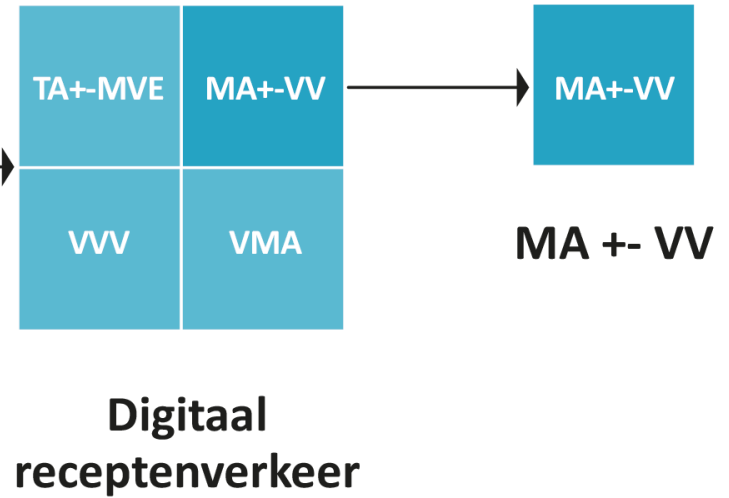 TA+-MVE
MA+-VV
VVV
VMA
Digitaal
receptenverkeer
MA+-VV
MA +- VV